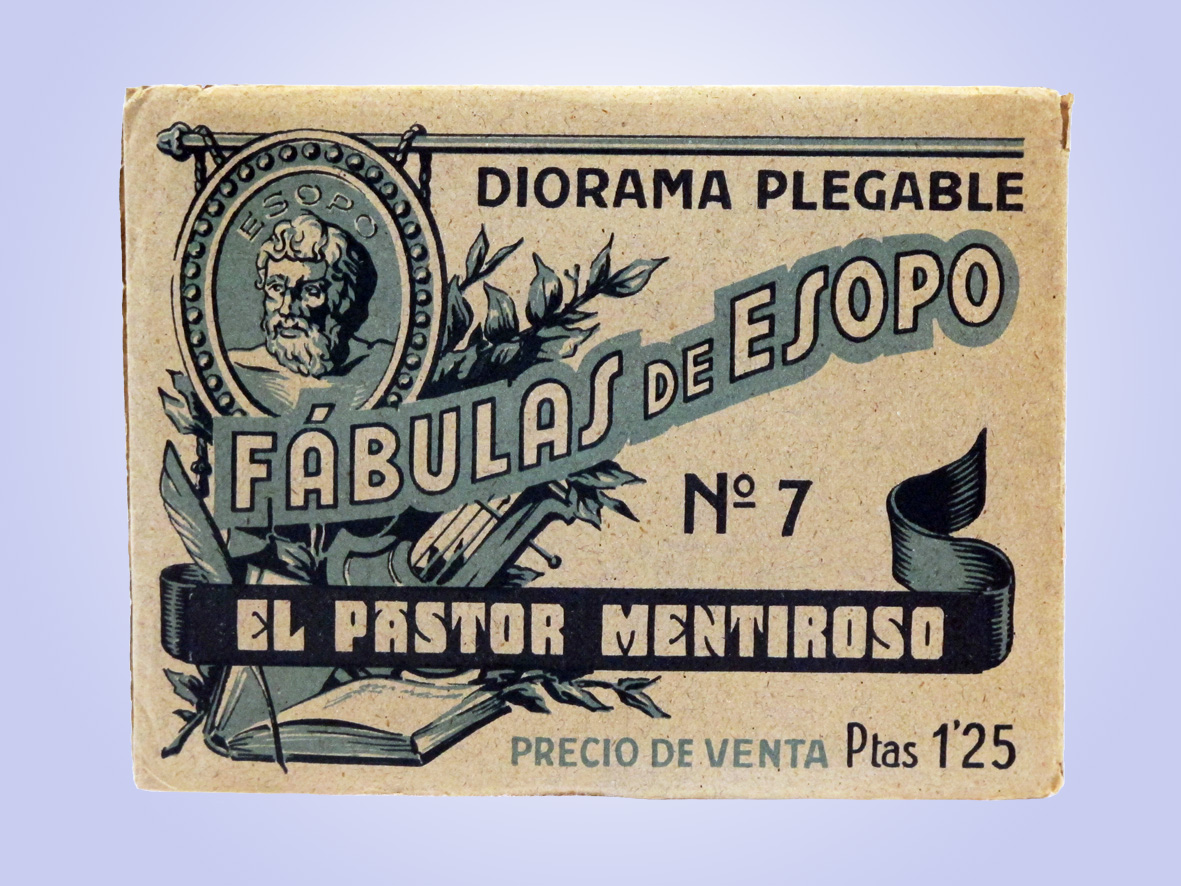 ESOPO
DIORAMA PLEGABLE
FÁBULAS DE ESOPO
Nº 7
EL PASTOR MENTIROSO
PRECIO DE VENTA Ptas 1'25